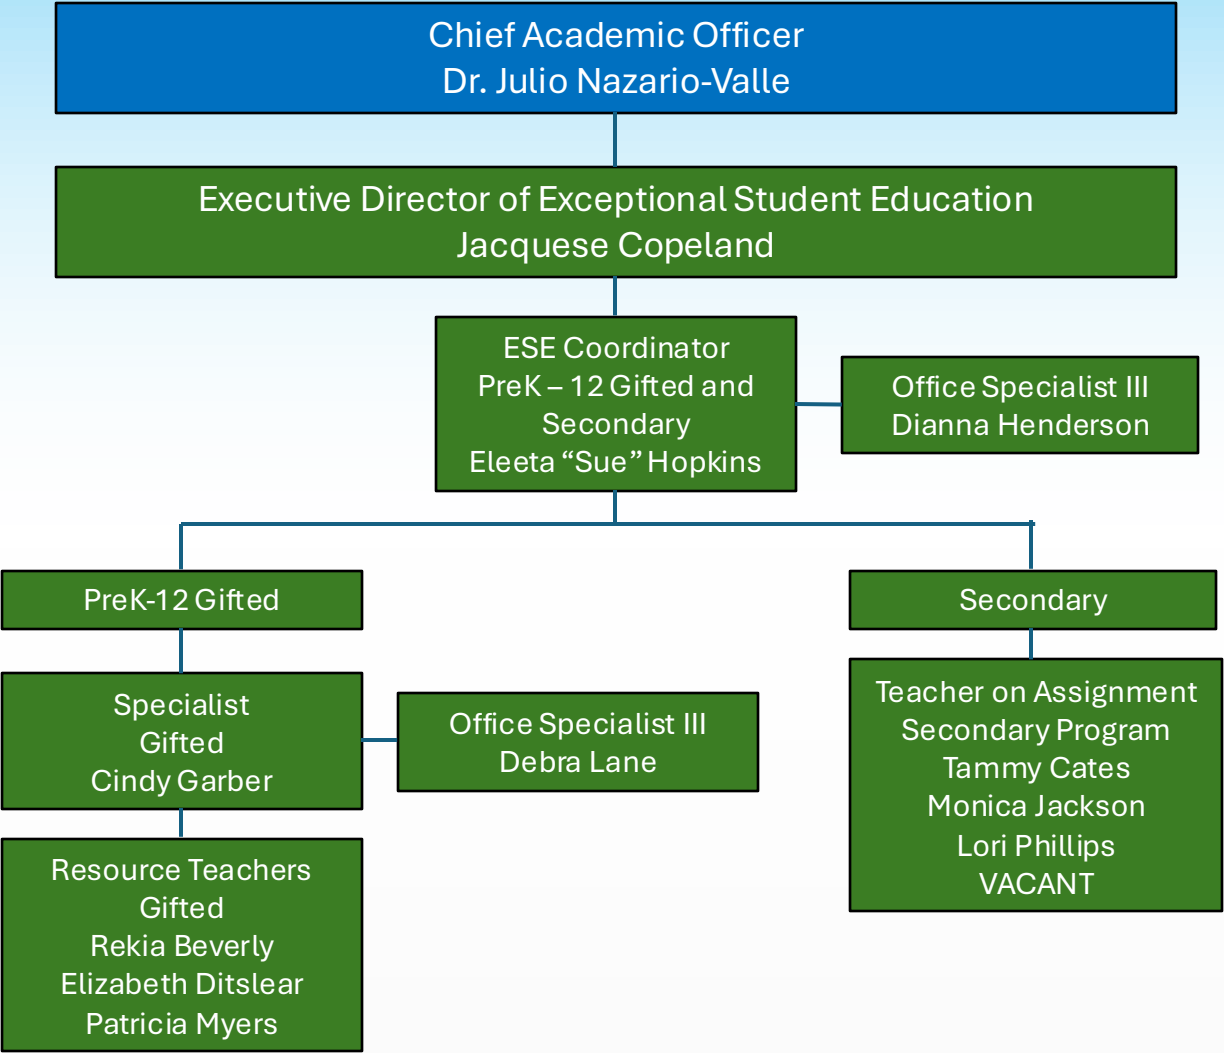 Chief Academic Officer
Dr. Julio Nazario-Valle
Executive Director of Exceptional Student Education
Jacquese Copeland
ESE Coordinator
PreK – 12 Gifted and
Secondary
Eleeta “Sue” Hopkins
Office Specialist III
Dianna Henderson
PreK-12 Gifted
Secondary
Specialist
Gifted
Cindy Garber
Office Specialist III
Debra Lane
Teacher on Assignment
Secondary Program
Tammy Cates
Monica Jackson
Lori Phillips
VACANT
Resource Teachers
Gifted
Rekia Beverly
Elizabeth Ditslear
Patricia Myers